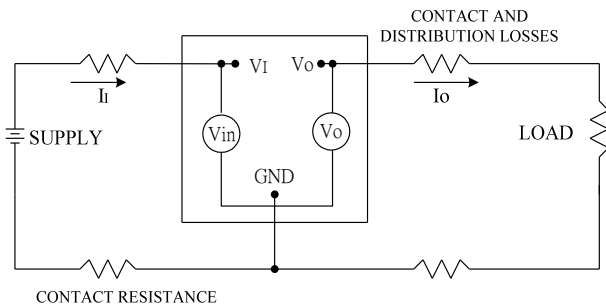 CONTACT AND
DISTRIBUTION LOSSES
VI
VO
II
IO
SUPPLY
Vin
Vo
LOAD
GND
CONTACT RESISTANCE